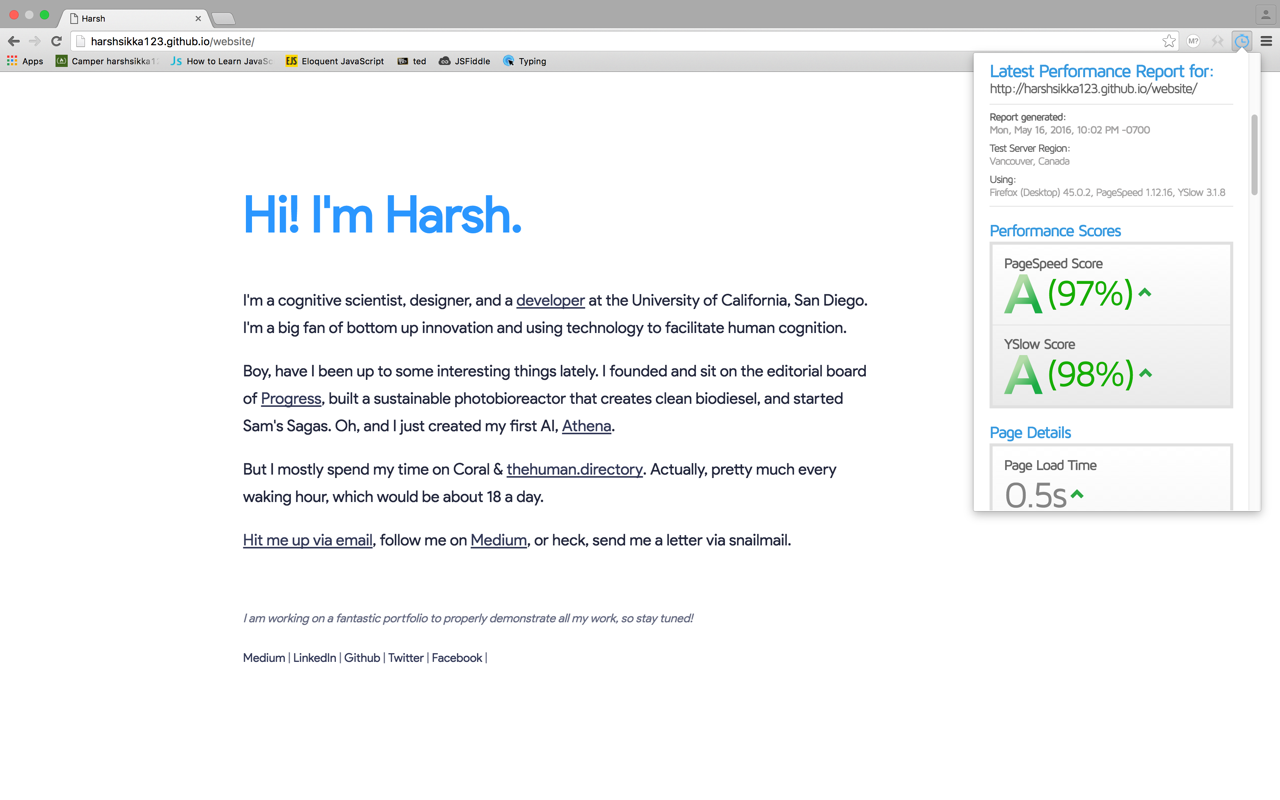 Harsh
harshsikka123.github.io/website/
M?
Apps
Camper harshsikka1
JS How to Learn JavaSc
EJS Eloquent JavaScript
ted
JSFiddle
Typing
Hi! I'm Harsh.
I'm a cognitive scientist, designer, and a developer at the University of California, San Diego.
I'm a big fan of bottom up innovation and using technology to facilitate human cognition.
Boy, have I been up to some interesting things lately. I founded and sit on the editorial board
of Progress, built a sustainable photobioreactor that creates clean biodiesel, and started
Sam's Sagas. Oh, and I just created my first AI, Athena.
But I mostly spend my time on Coral & thehuman.directory. Actually, pretty much every
waking hour, which would be about 18 a day.
Hit me up via email, follow me on Medium, or heck, send me a letter via snailmail.
I am working on a fantastic portfolio to properly demonstrate all my work, so stay tuned!
Medium | LinkedIn | Github | Twitter | Facebook |
Latest Performance Report for:
http://harshsikka123.github.io/website/
Report generated:
Mon, May 16, 2016, 10:02 PM -0700
Test Server Region:
Vancouver, Canada
Using:
Firefox (Desktop) 45.0.2, PageSpeed 1.12.16, YSlow 3.1.8
Performance Scores
PageSpeed Score
A (97%)
YSlow Score
A (98%)
Page Details
Page Load Time
0.5s